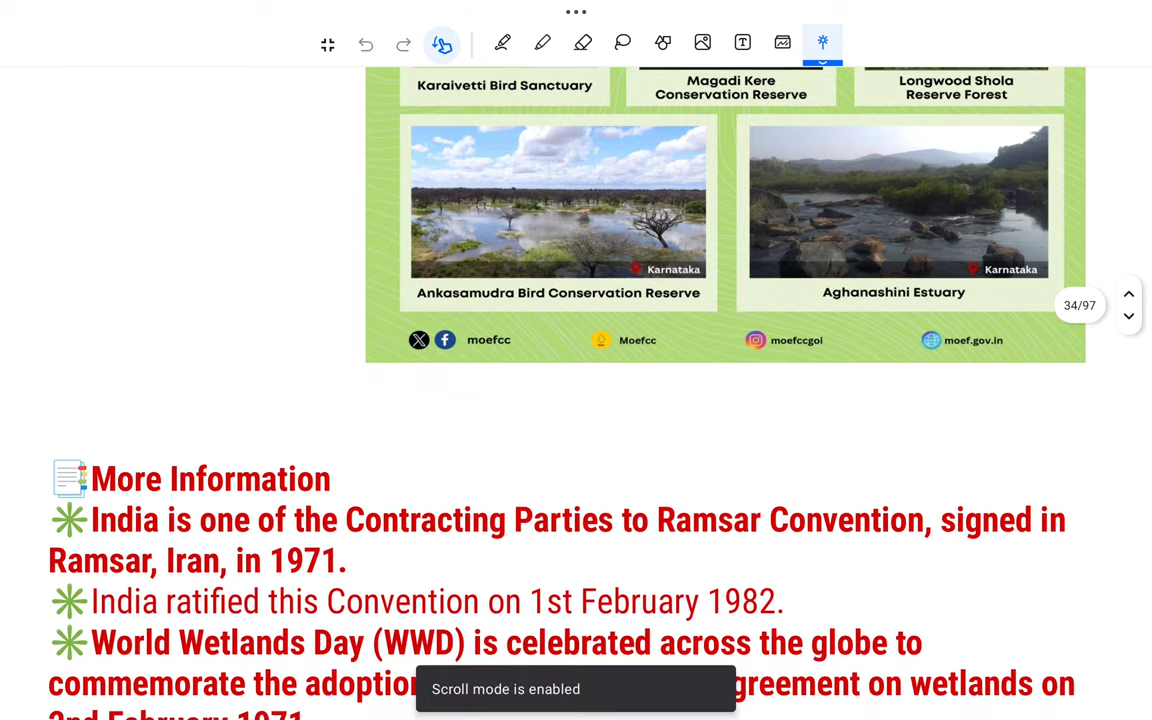 Karaivetti Bird Sanctuary
Magadi Kere
Conservation Reserve
Longwood Shola
Reserve Forest
Karnataka
Karnataka
Ankasamudra Bird Conservation Reserve
Aghanashini Estuary
34/97
moefcc
Moefcc
moefccgoi
moef.gov.in
More Information
India is one of the Contracting Parties to Ramsar Convention, signed in
Ramsar, Iran, in 1971.
India ratified this Convention on 1st February 1982.
World Wetlands Day (WWD) is celebrated across the globe to
commemorate the adoption greement on wetlands on
2nd February 1971
Scroll mode is enabled